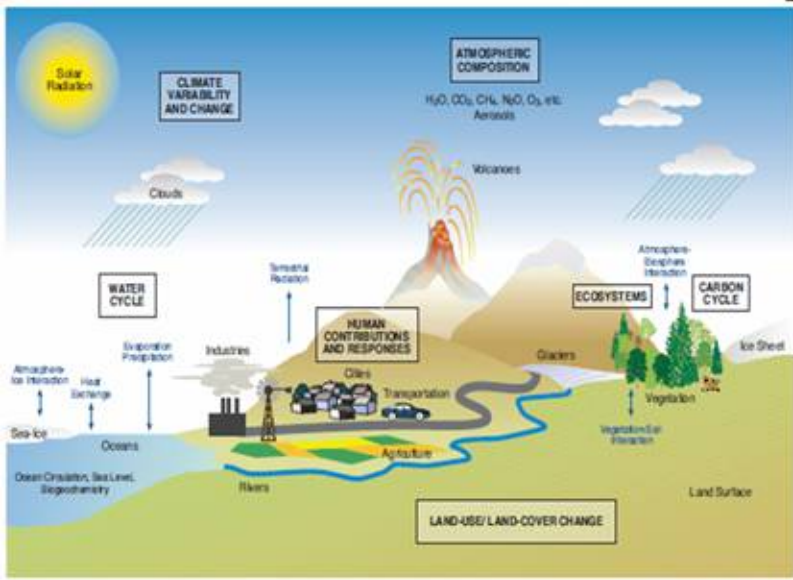 Solar
Radiation
CLIMATE
VARIABILITY
AND CHANGE
ATMOSPHERIC
COMPOSITION
H₂O, CO₂, CH₄, N₂O, O₃, etc.
Aerosols
Volcanoes
Clouds
Atmosphere-
Biosphere
Interaction
Terrestrial
Radiation
WATER
CYCLE
ECOSYSTEMS
CARBON
CYCLE
HUMAN
CONTRIBUTIONS
AND RESPONSES
Evaporation
Precipitation
Industries
Glaciers
Ice Sheet
Atmosphere-
Ice Interaction
Heat
Exchange
Cities
Transportation
Vegetation
Sea-Ice
Oceans
Vegetation-Soil
Interaction
Agriculture
Ocean Circulation, Sea Level,
Biogeochemistry
Rivers
Land Surface
LAND-USE/ LAND-COVER CHANGE